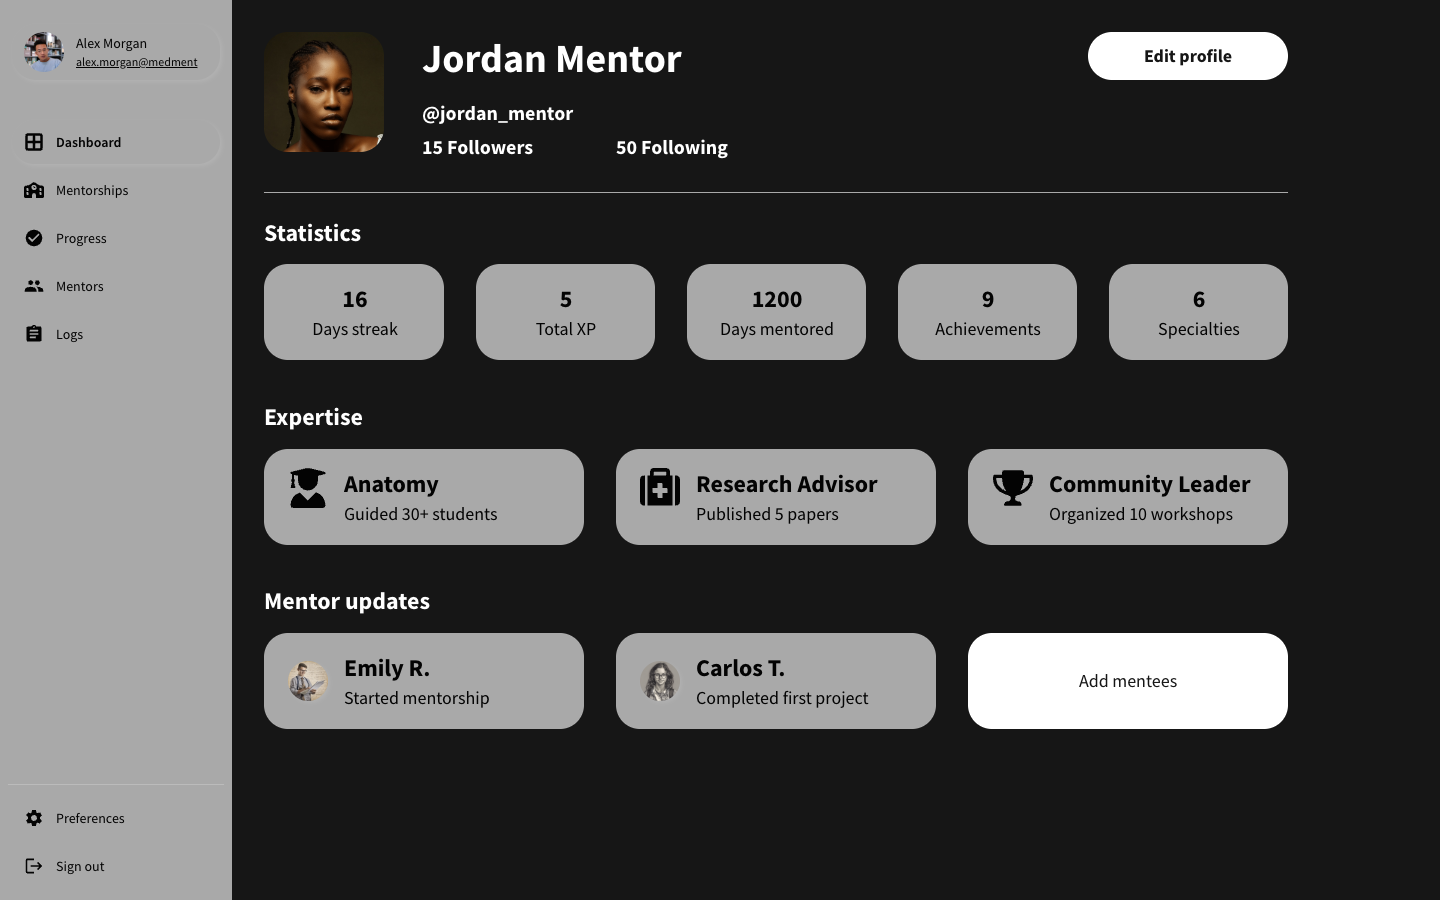 Alex Morgan
alex.morgan@medment
Dashboard
Mentorships
Progress
Mentors
Logs
Preferences
Sign out
Jordan Mentor
Edit profile
@jordan_mentor
15 Followers
50 Following
Statistics
16
Days streak
5
Total XP
1200
Days mentored
9
Achievements
6
Specialties
Expertise
Anatomy
Guided 30+ students
Research Advisor
Published 5 papers
Community Leader
Organized 10 workshops
Mentor updates
Emily R.
Started mentorship
Carlos T.
Completed first project
Add mentees